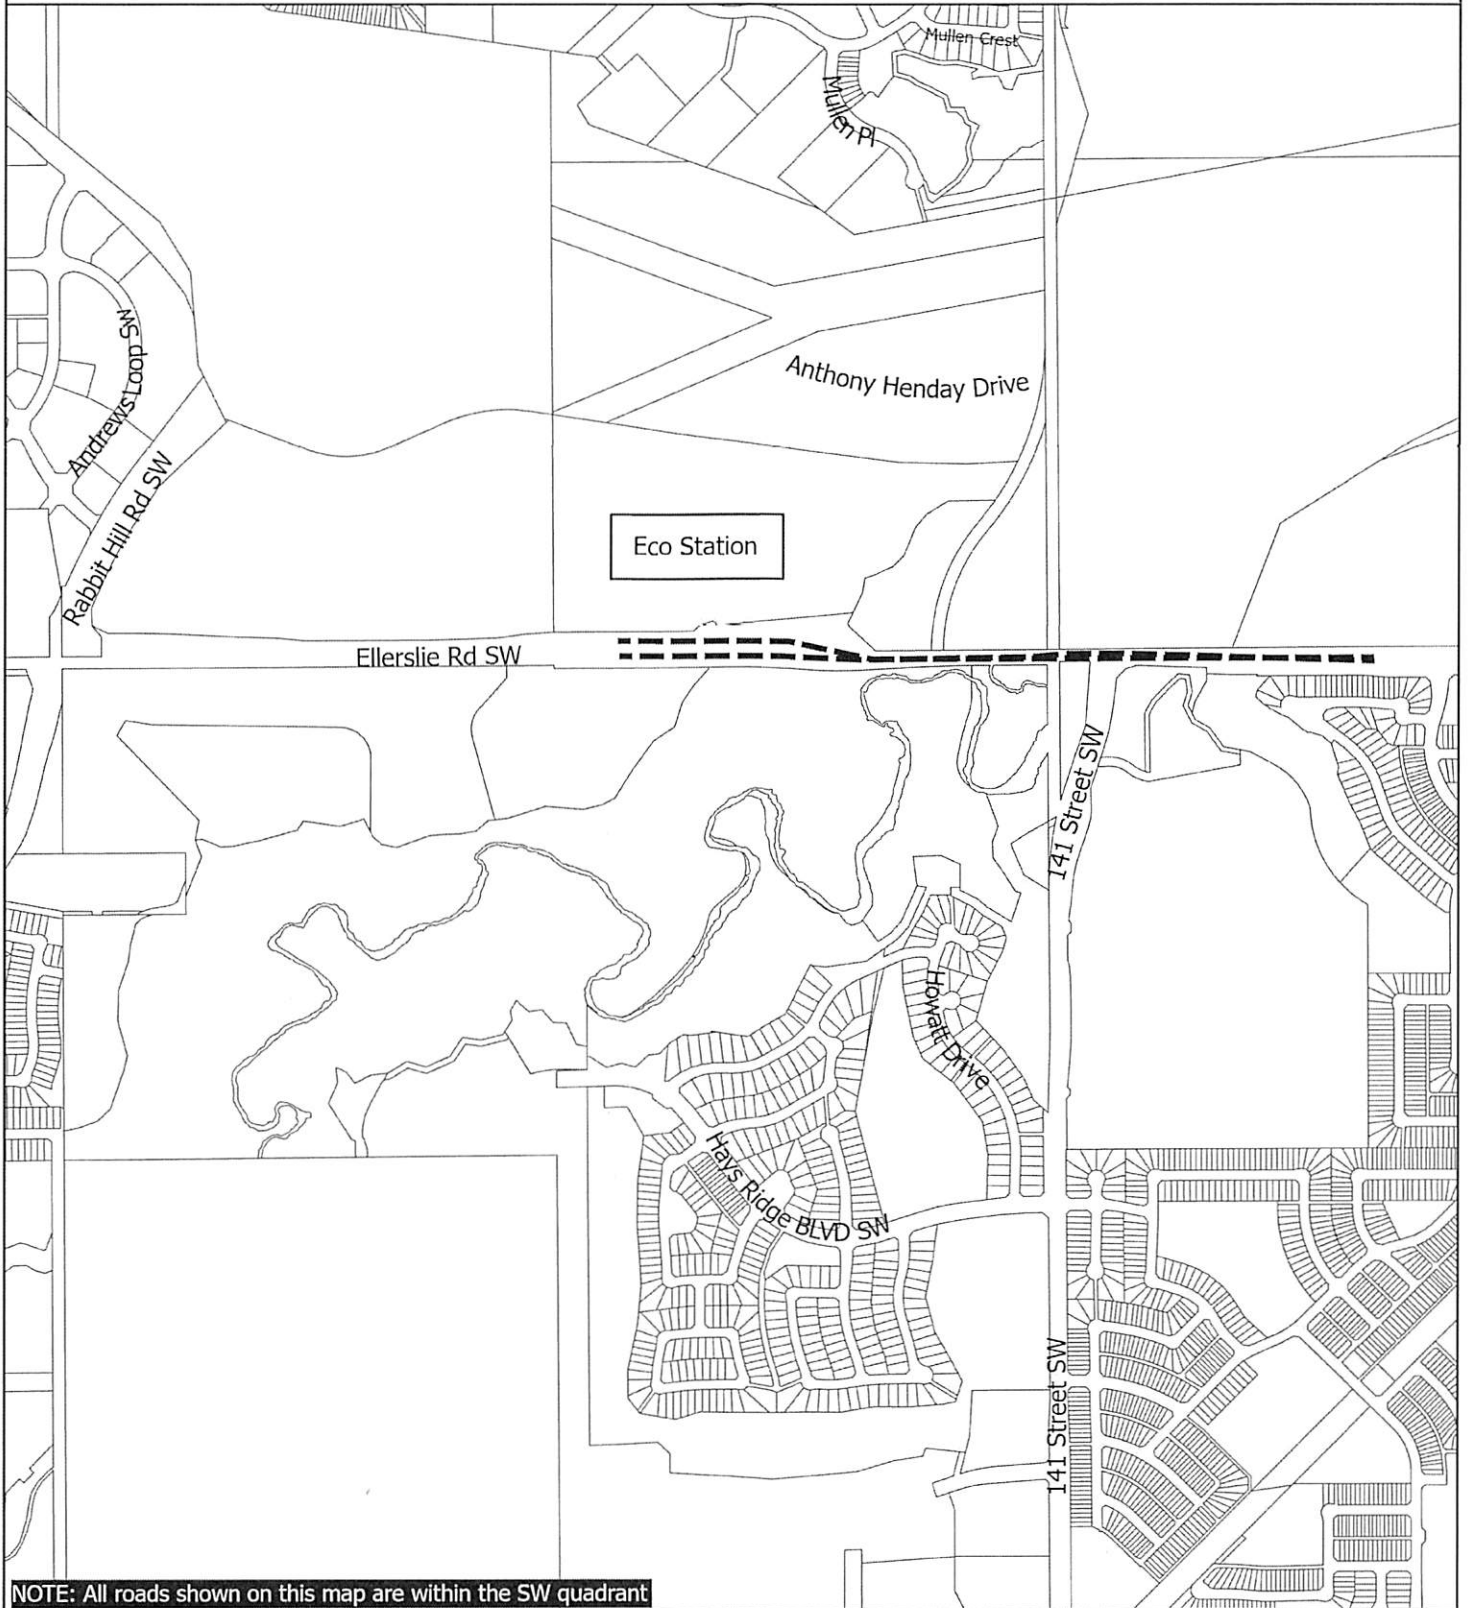 Mullen Crest
Mullen Pl
Andrews Loop SW
Anthony Henday Drive
Rabbit Hill Rd SW
Eco Station
Ellerslie Rd SW
141 Street SW
Howatt Drive
Hays Ridge BLVD SW
141 Street SW
NOTE: All roads shown on this map are within the SW quadrant